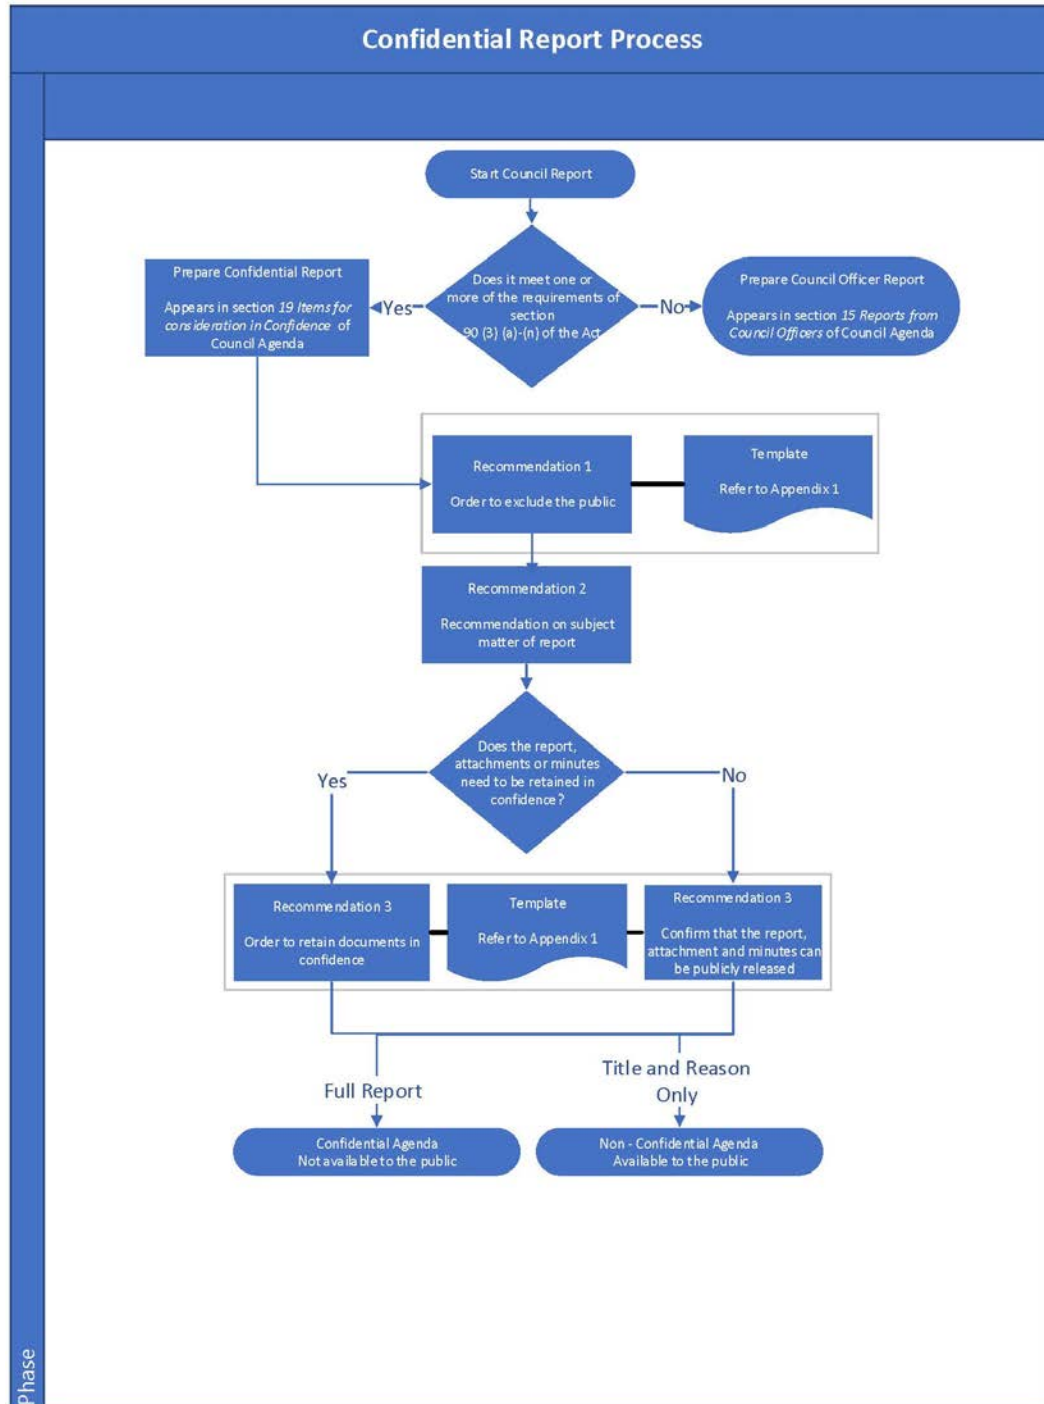 Confidential Report Process
Start Council Report
Does it meet one or
more of the requirements of
section
90 (3) (a)-(n) of the Act
Yes
No
Prepare Confidential Report
Appears in section 19 Items for
consideration in Confidence of
Council Agenda
Prepare Council Officer Report
Appears in section 15 Reports from
Council Officers of Council Agenda
Recommendation 1
Order to exclude the public
Template
Refer to Appendix 1
Recommendation 2
Recommendation on subject
matter of report
Does the report,
attachments or minutes
need to be retained in
confidence?
Yes
No
Recommendation 3
Order to retain documents in
confidence
Template
Refer to Appendix 1
Recommendation 3
Confirm that the report,
attachment and minutes can
be publicly released
Full Report
Title and Reason
Only
Confidential Agenda
Not available to the public
Non - Confidential Agenda
Available to the public
Phase